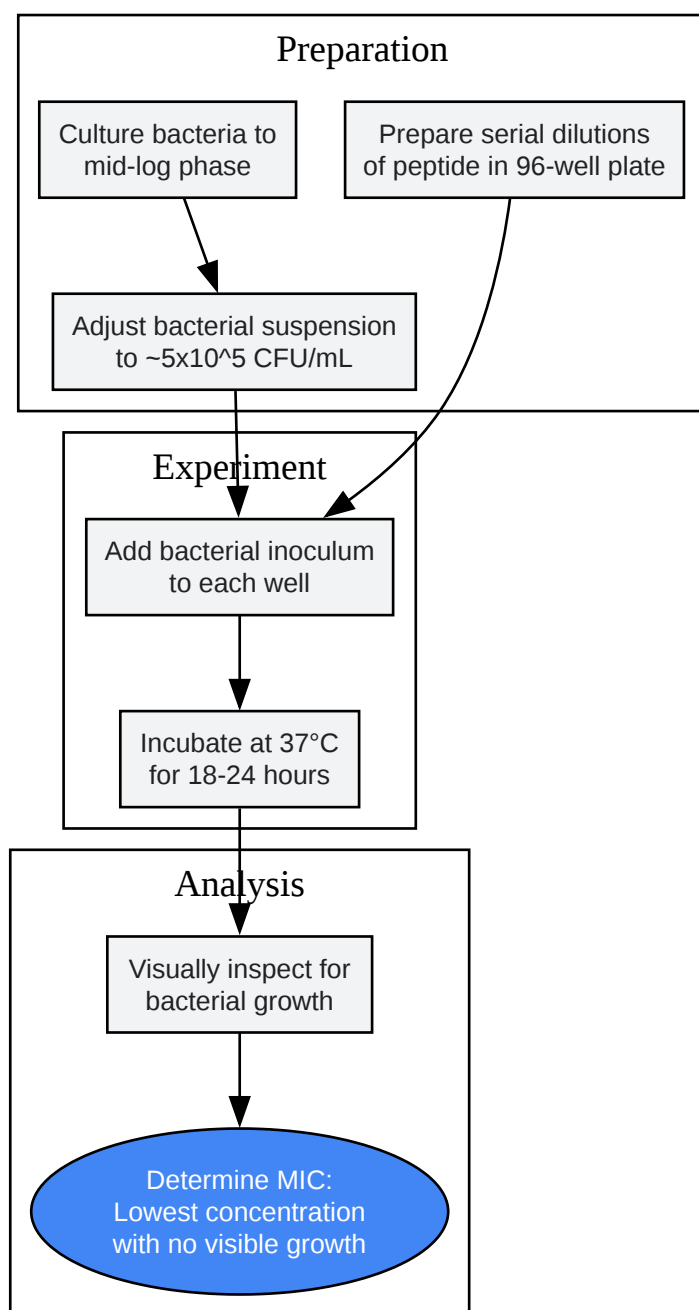 Preparation
Culture bacteria to
mid-log phase
Prepare serial dilutions
of peptide in 96-well plate
Adjust bacterial suspension
to ~5x10^5 CFU/mL
Experiment
Add bacterial inoculum
to each well
Incubate at 37°C
for 18-24 hours
Analysis
Visually inspect for
bacterial growth
Determine MIC:
Lowest concentration
with no visible growth